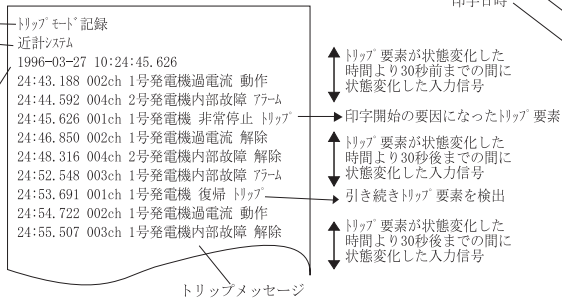 印字日時
トリップモード記録
近計システム
1996-03-27 10:24:45.626
24:43.188 002ch 1号発電機過電流 動作
24:44.592 004ch 2号発電機内部故障 アラーム
24:45.626 001ch 1号発電機 非常停止 トリップ
24:46.850 002ch 1号発電機過電流 解除
24:48.316 004ch 2号発電機内部故障 解除
24:52.548 003ch 1号発電機内部故障 アラーム
24:53.691 001ch 1号発電機 復帰 トリップ
24:54.722 002ch 1号発電機過電流 動作
24:55.507 003ch 1号発電機内部故障 解除
トリップ要素が状態変化した
時間より30秒前までの間に
状態変化した入力信号
印字開始の要因になったトリップ要素
トリップ要素が状態変化した
時間より30秒後までの間に
状態変化した入力信号
引き続きトリップ要素を検出
トリップ要素が状態変化した
時間より30秒後までの間に
状態変化した入力信号
トリップメッセージ